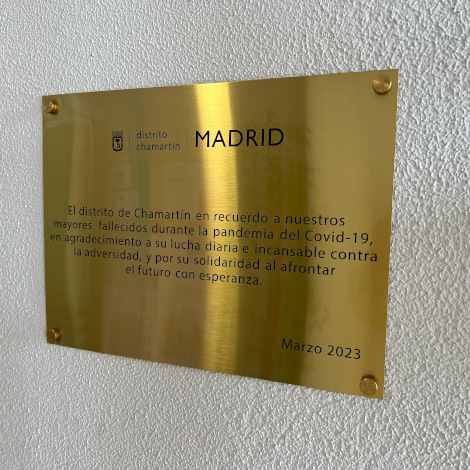 distrito
chamartín
MADRID
El distrito de Chamartín en recuerdo a nuestros
mayores fallecidos durante la pandemia del Covid-19,
en agradecimiento a su lucha diaria e incansable contra
la adversidad, y por su solidaridad al afrontar
el futuro con esperanza.
Marzo 2023